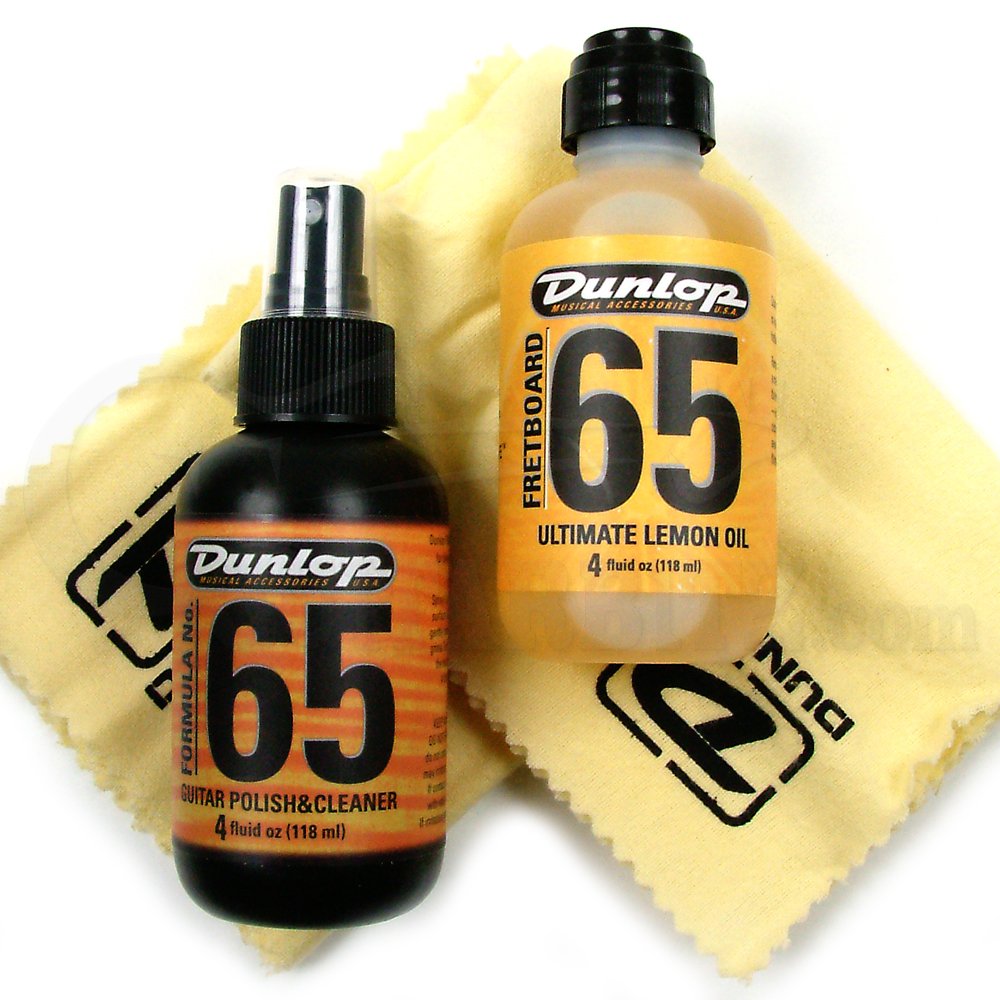 DUNLOP
MUSICAL ACCESSORIES U.S.A.
FRETBOARD
65
ULTIMATE LEMON OIL
4 fluid oz (118 ml)
DUNLOP
MUSICAL ACCESSORIES U.S.A
FORMULA No.
65
GUITAR POLISH&CLEANER
4 fluid oz (118 ml)